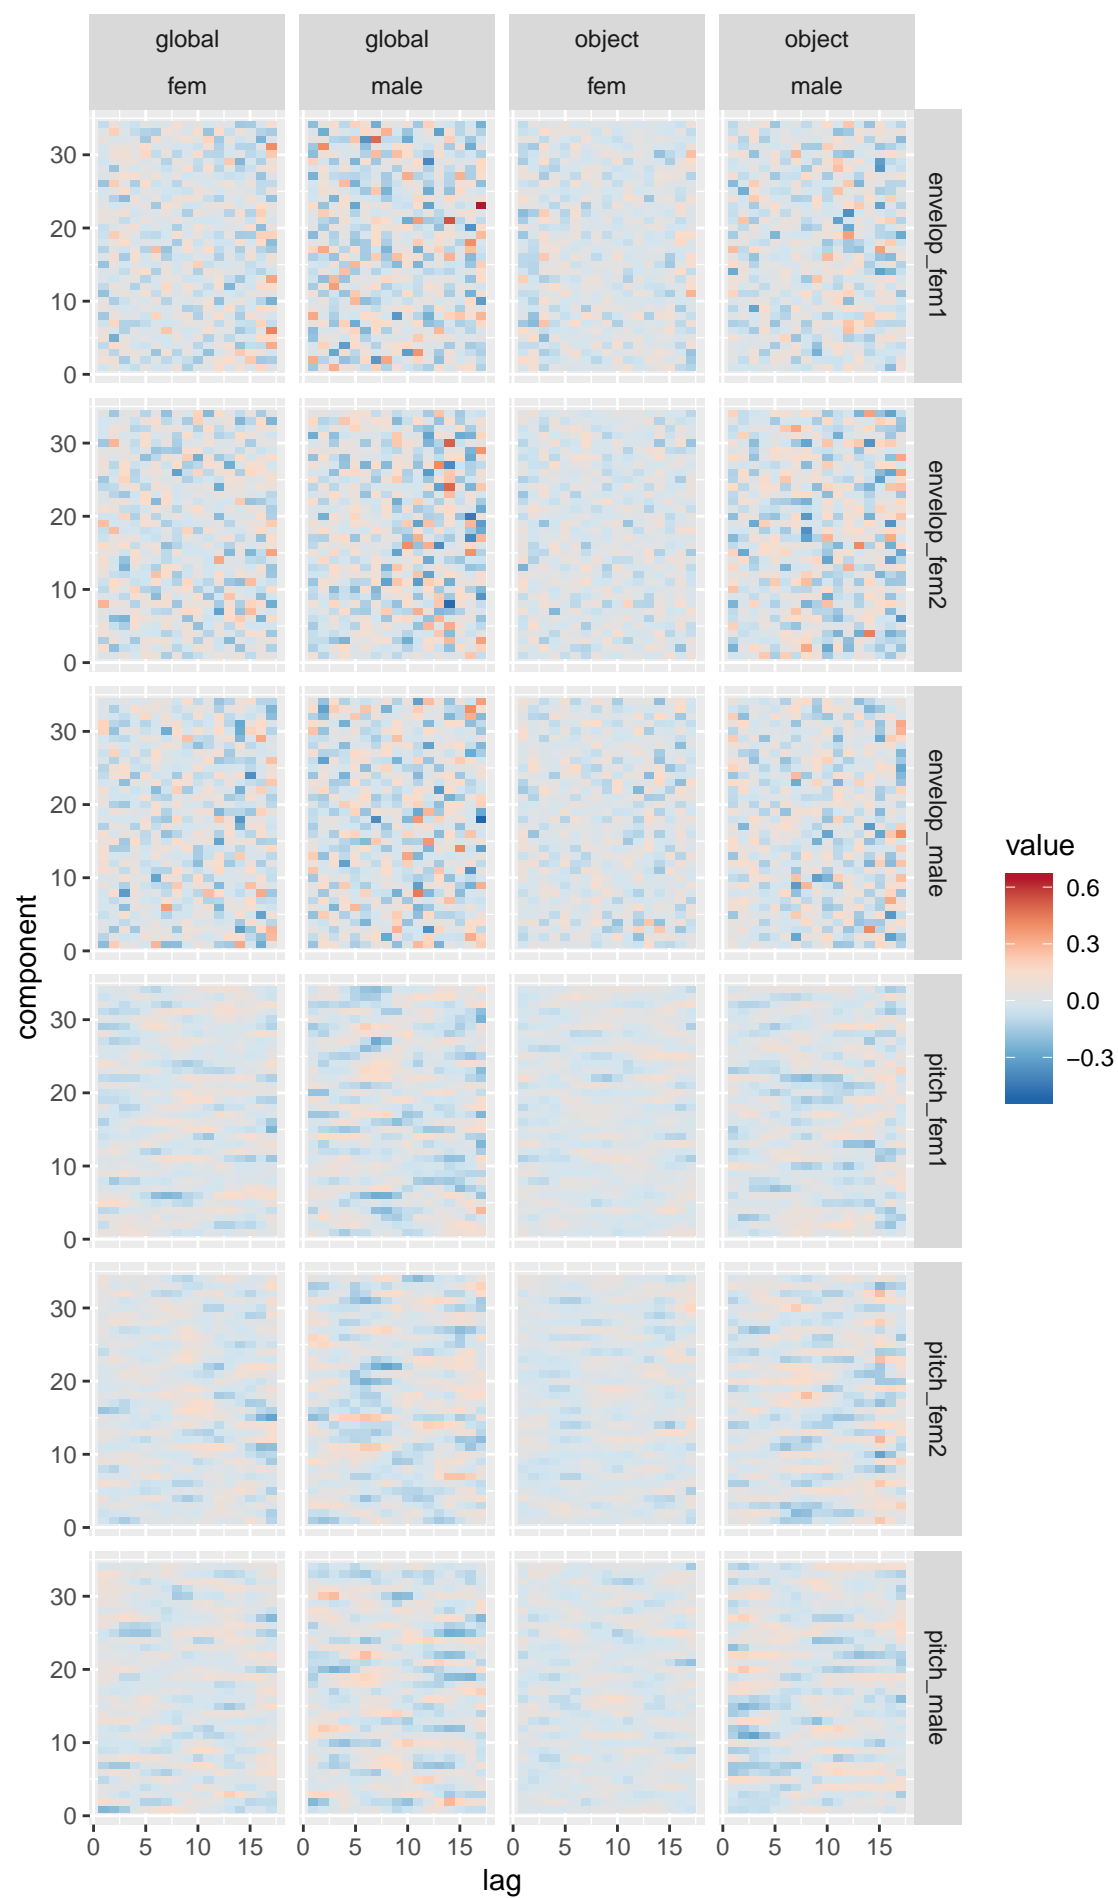 global global object object
fem male fem male
30
20
10
0
envelop_fem1
30
20
10
0
envelop_fem2
30
20
10
0
envelop_male
30
20
10
0
pitch_fem1
30
20
10
0
pitch_fem2
30
20
10
0
pitch_male
0 5 10 15 0 5 10 15 0 5 10 15 0 5 10 15
lag
component
value
0.6
0.3
0.0
−0.3